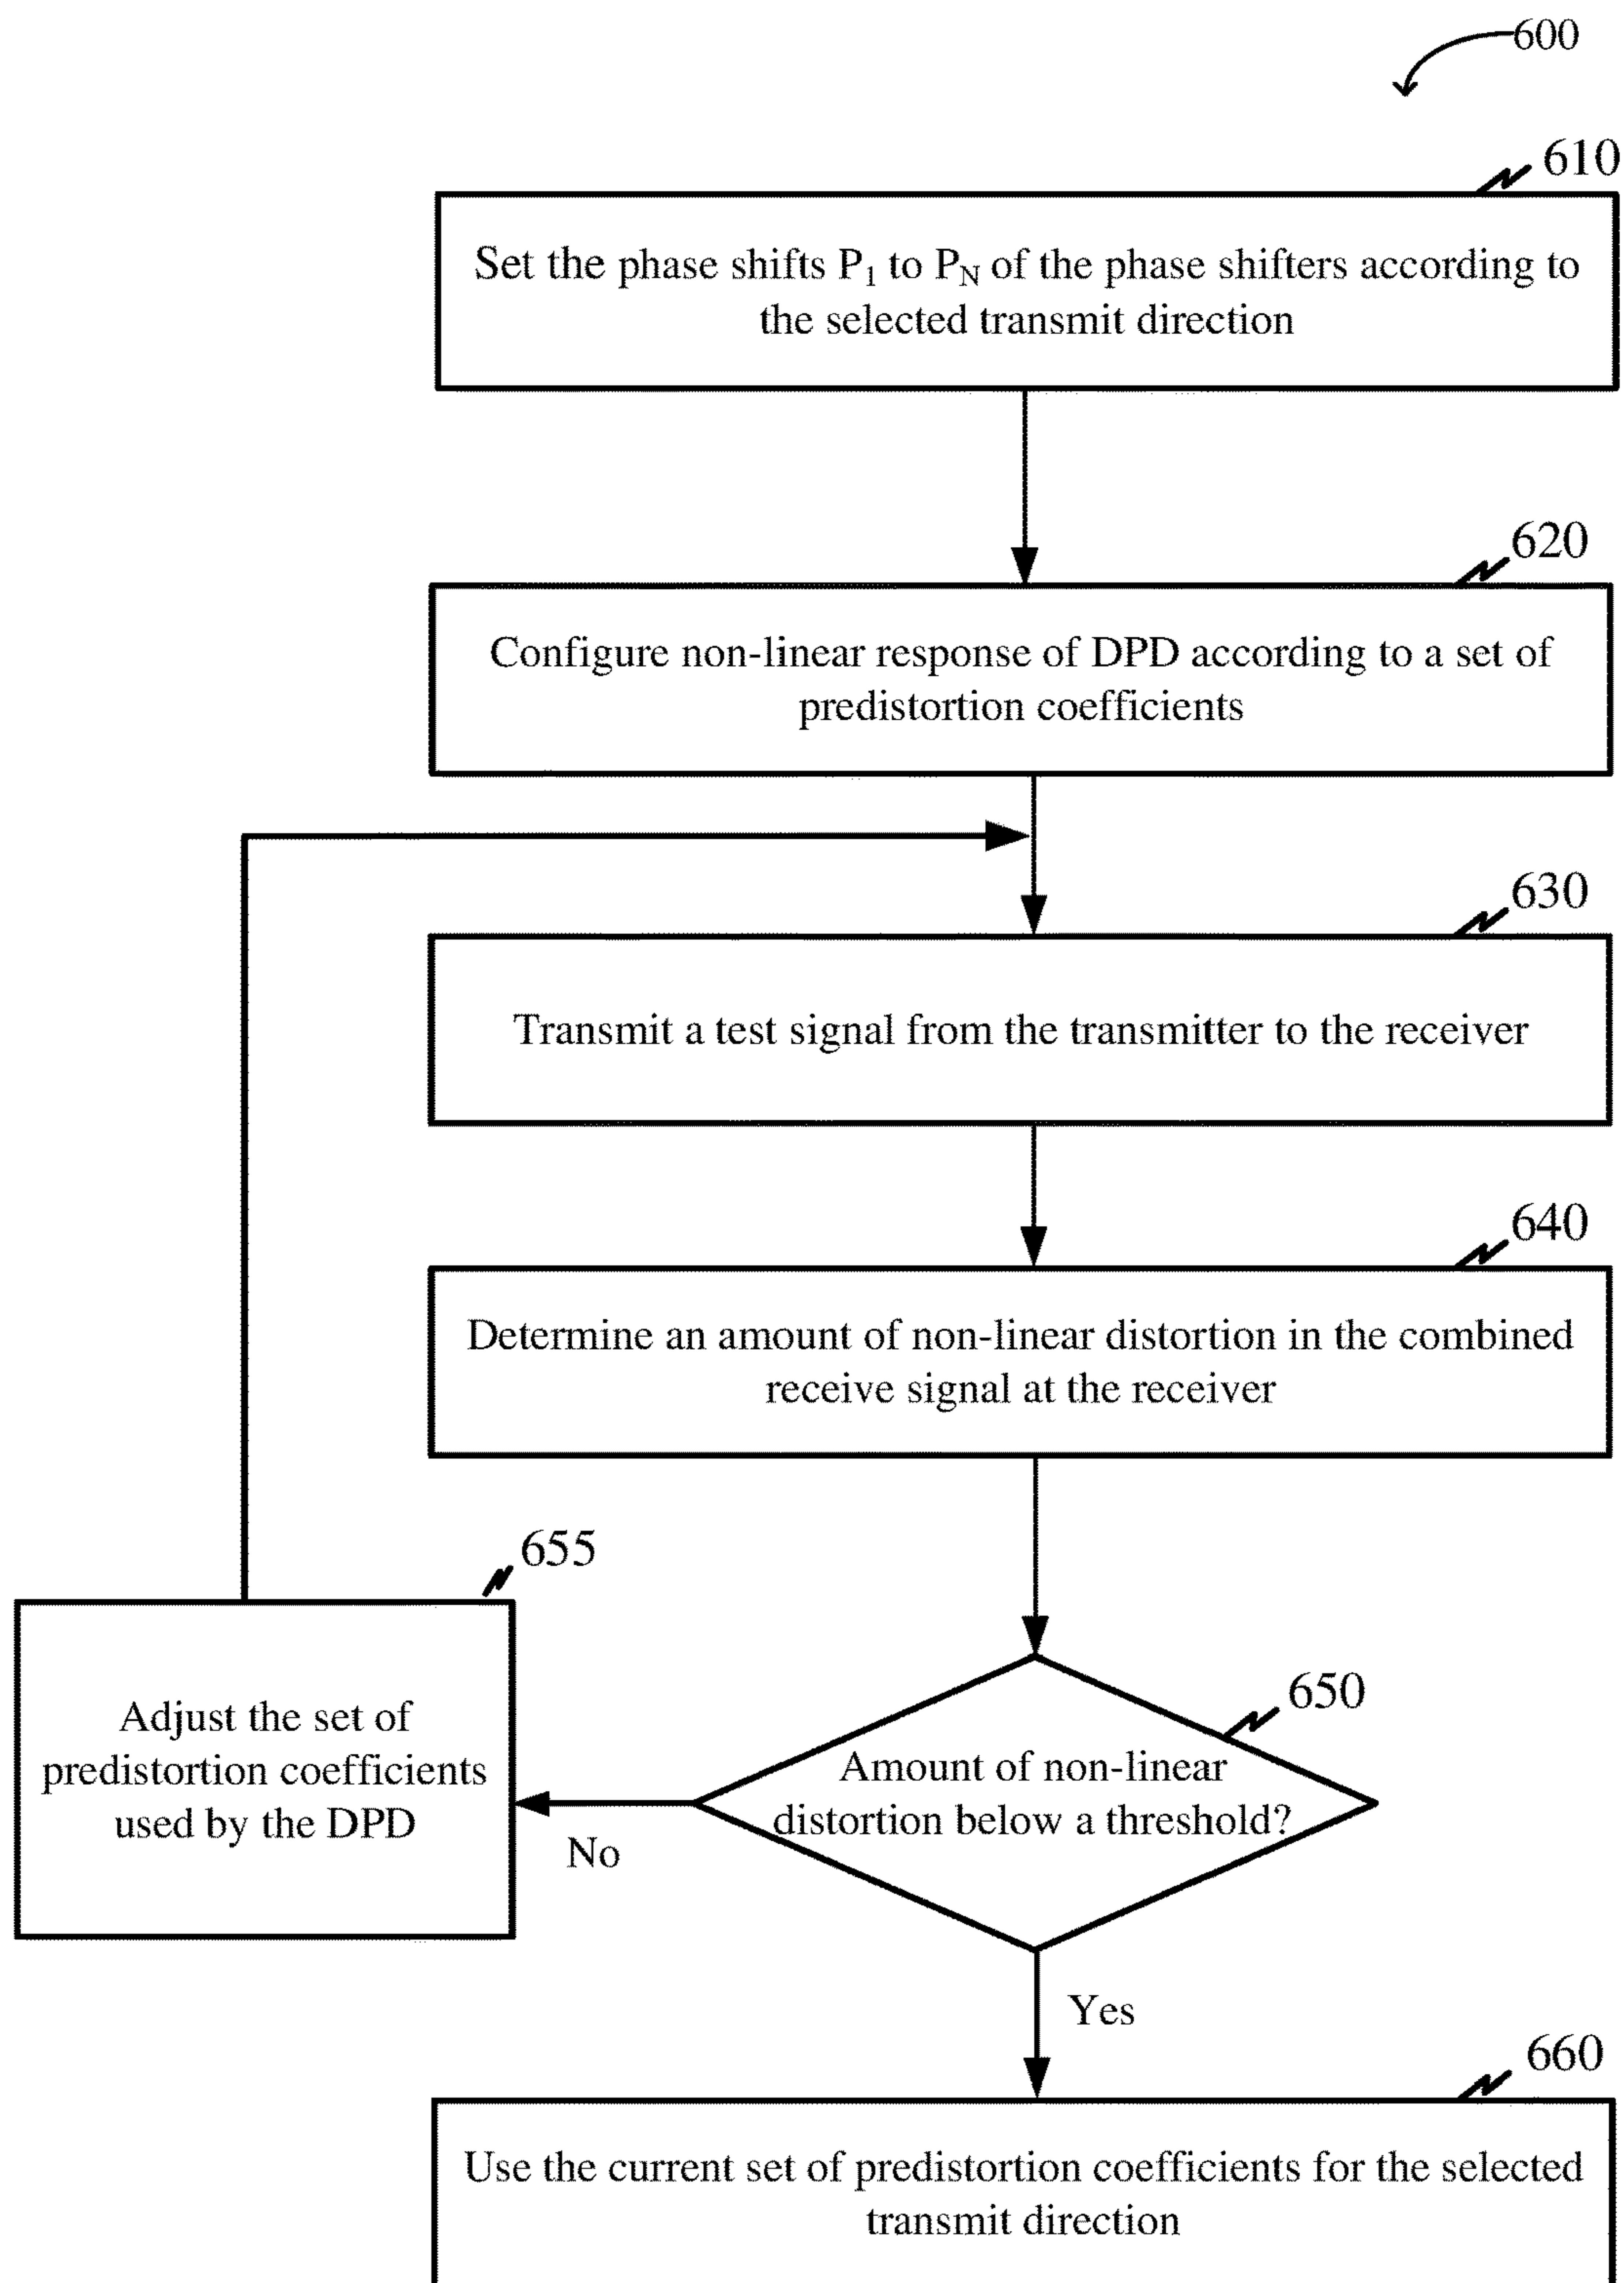 600
610
Set the phase shifts P₁ to P_N of the phase shifters according to
the selected transmit direction
620
Configure non-linear response of DPD according to a set of
predistortion coefficients
630
Transmit a test signal from the transmitter to the receiver
640
Determine an amount of non-linear distortion in the combined
receive signal at the receiver
655
Adjust the set of
predistortion coefficients
used by the DPD
650
Amount of non-linear
distortion below a threshold?
No
Yes
660
Use the current set of predistortion coefficients for the selected
transmit direction